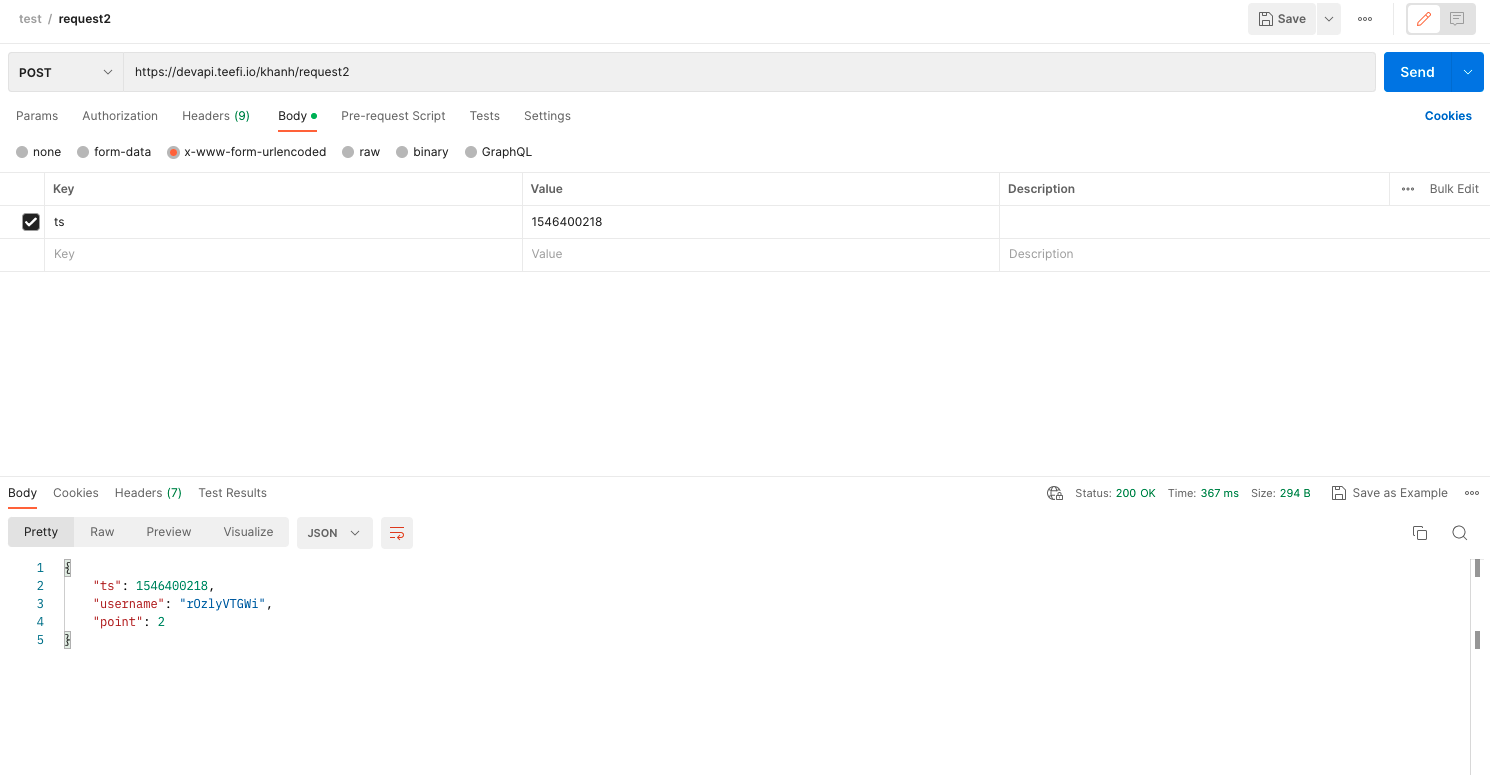 test / request2
Save
POST https://devapi.teefi.io/khanh/request2 Send
Params Authorization Headers (9) Body Pre-request Script Tests Settings Cookies
none form-data x-www-form-urlencoded raw binary GraphQL
Key Value Description Bulk Edit
ts 1546400218
Key Value Description
Body Cookies Headers (7) Test Results Status: 200 OK Time: 367 ms Size: 294 B Save as Example
Pretty Raw Preview Visualize JSON
1 {
2 "ts": 1546400218,
3 "username": "rOzlyVTGWi",
4 "point": 2
5 }